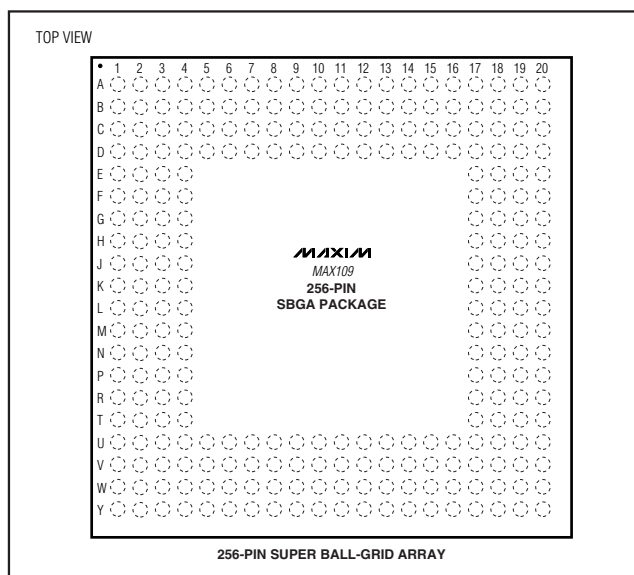 TOP VIEW
1 2 3 4 5 6 7 8 9 10 11 12 13 14 15 16 17 18 19 20
A
B
C
D
E
F
G
H
J
K
L
M
N
P
R
T
U
V
W
Y
MAXIM
MAX109
256-PIN
SBGA PACKAGE
256-PIN SUPER BALL-GRID ARRAY